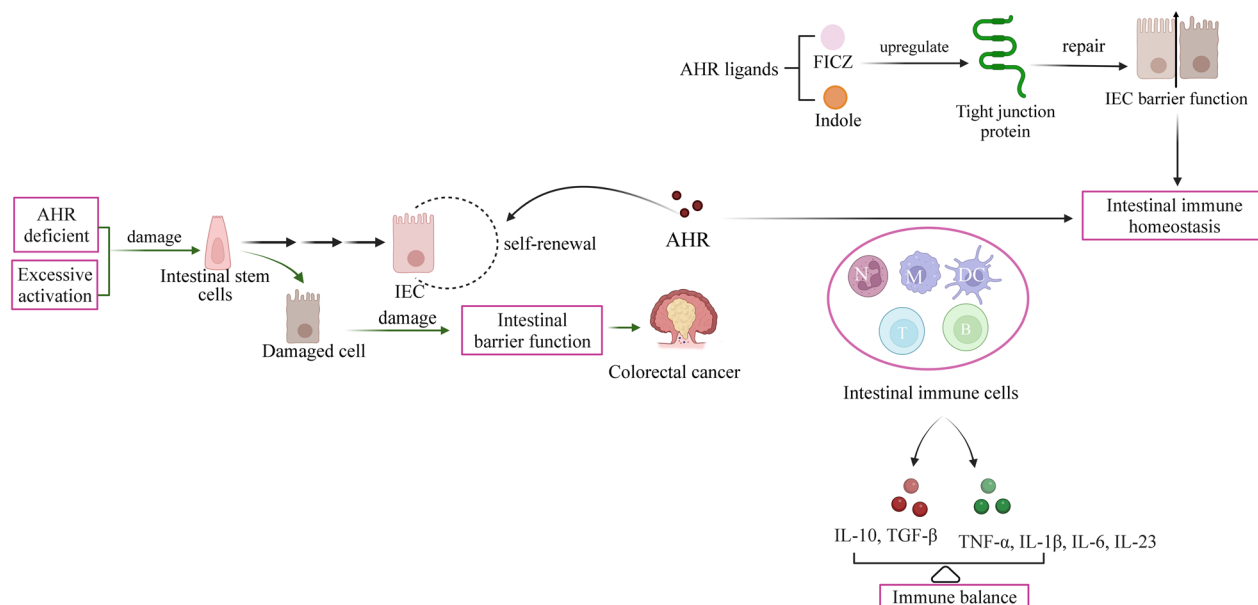 AHR ligands
FICZ
Indole
upregulate
Tight junction
protein
repair
IEC barrier function
AHR
deficient
Excessive
activation
damage
Intestinal stem
cells
IEC
self-renewal
AHR
Intestinal immune
homeostasis
Damaged cell
damage
Intestinal
barrier function
Colorectal cancer
N
M
DC
T
B
Intestinal immune cells
IL-10, TGF-β
TNF-α, IL-1β, IL-6, IL-23
Immune balance